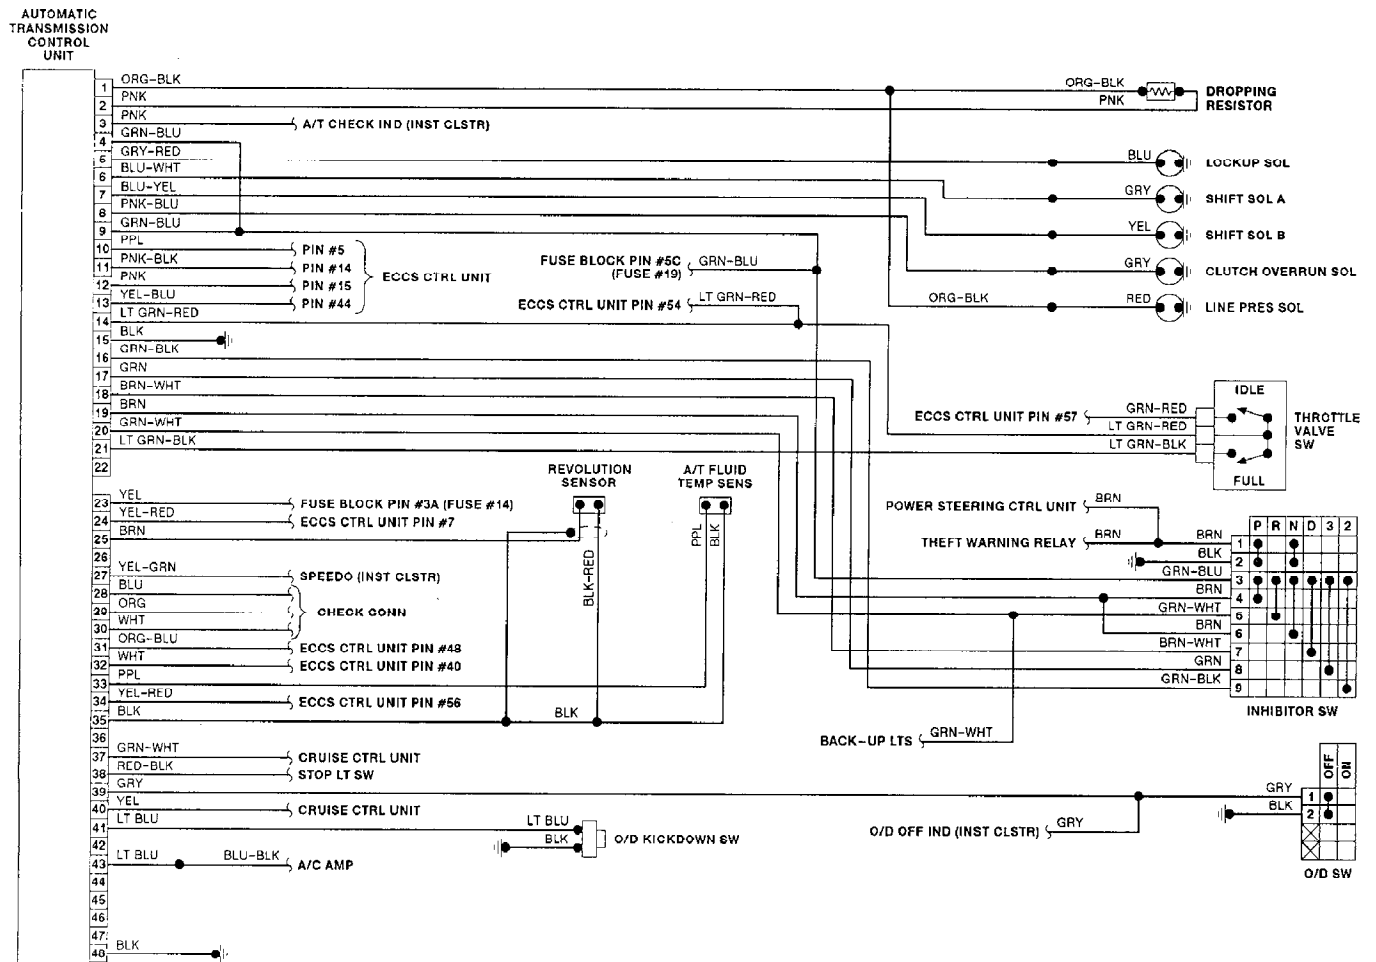 AUTOMATIC
TRANSMISSION
CONTROL
UNIT
1 ORG-BLK
2 PNK
3 PNK
A/T CHECK IND (INST CLSTR)
4 GRN-BLU
GRY-RED
6 BLU-WHT
7 BLU-YEL
8 PNK-BLU
9 GRN-BLU
10 PPL PIN #5
11 PNK-BLK PIN #14
12 PNK PIN #15
13 YEL-BLU PIN #44
ECCS CTRL UNIT
14 LT GRN-RED
15 BLK
16 GRN-BLK
17 GRN
18 BRN-WHT
19 BRN
20 GRN-WHT
21 LT GRN-BLK
22
23 YEL FUSE BLOCK PIN #3A (FUSE #14)
24 YEL-RED ECCS CTRL UNIT PIN #7
25 BRN
26
27 YEL-GRN SPEEDO (INST CLSTR)
28 BLU
29 ORG
30 WHT
CHECK CONN
31 ORG-BLU ECCS CTRL UNIT PIN #48
32 WHT ECCS CTRL UNIT PIN #40
33 PPL
34 YEL-RED ECCS CTRL UNIT PIN #56
35 BLK BLK
36
37 GRN-WHT CRUISE CTRL UNIT
38 RED-BLK STOP LT SW
39 GRY
40 YEL CRUISE CTRL UNIT
41 LT BLU LT BLU
42 BLK
O/D KICKDOWN SW
43 LT BLU BLU-BLK A/C AMP
44
45
46
47
48 BLK
REVOLUTION
SENSOR
BLK-RED
A/T FLUID
TEMP SENS
PPL
BLK
FUSE BLOCK PIN #5C
(FUSE #19)
GRN-BLU
ECCS CTRL UNIT PIN #54
LT GRN-RED
ORG-BLK
PNK
DROPPING
RESISTOR
BLU LOCKUP SOL
GRY SHIFT SOL A
YEL SHIFT SOL B
GRY CLUTCH OVERRUN SOL
ORG-BLK RED LINE PRES SOL
ECCS CTRL UNIT PIN #57 GRN-RED
LT GRN-RED
LT GRN-BLK
IDLE
FULL
THROTTLE
VALVE
SW
POWER STEERING CTRL UNIT BRN
THEFT WARNING RELAY BRN
P R N D 3 2
BRN 1
BLK 2
GRN-BLU 3
BRN 4
GRN-WHT 5
BRN 6
BRN-WHT 7
GRN 8
GRN-BLK 9
INHIBITOR SW
BACK-UP LTS GRN-WHT
OFF ON
GRY 1
BLK 2
O/D OFF IND (INST CLSTR) GRY
O/D SW